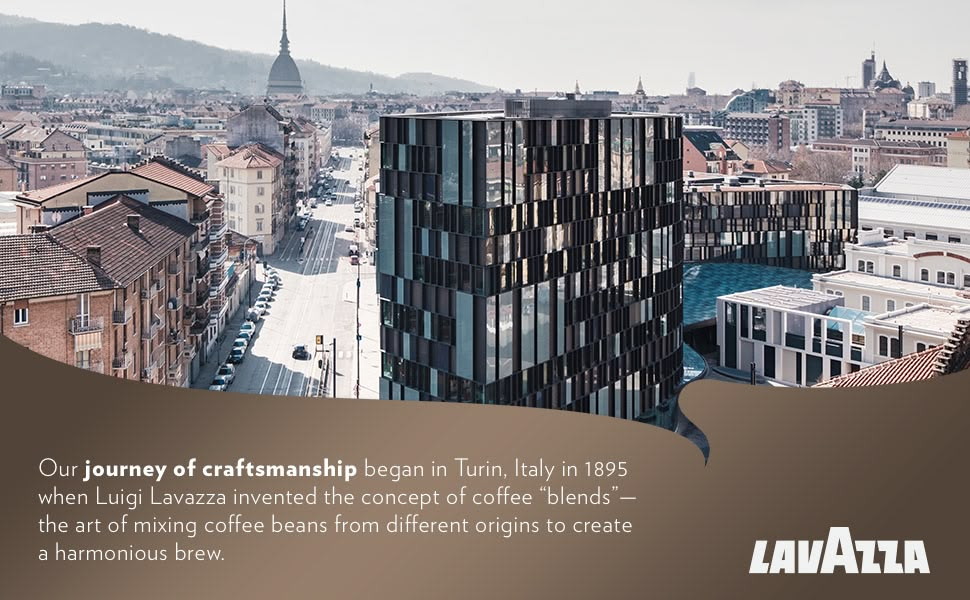 Our journey of craftsmanship began in Turin, Italy in 1895
when Luigi Lavazza invented the concept of coffee “blends”—
the art of mixing coffee beans from different origins to create
a harmonious brew.
LAVAZZA